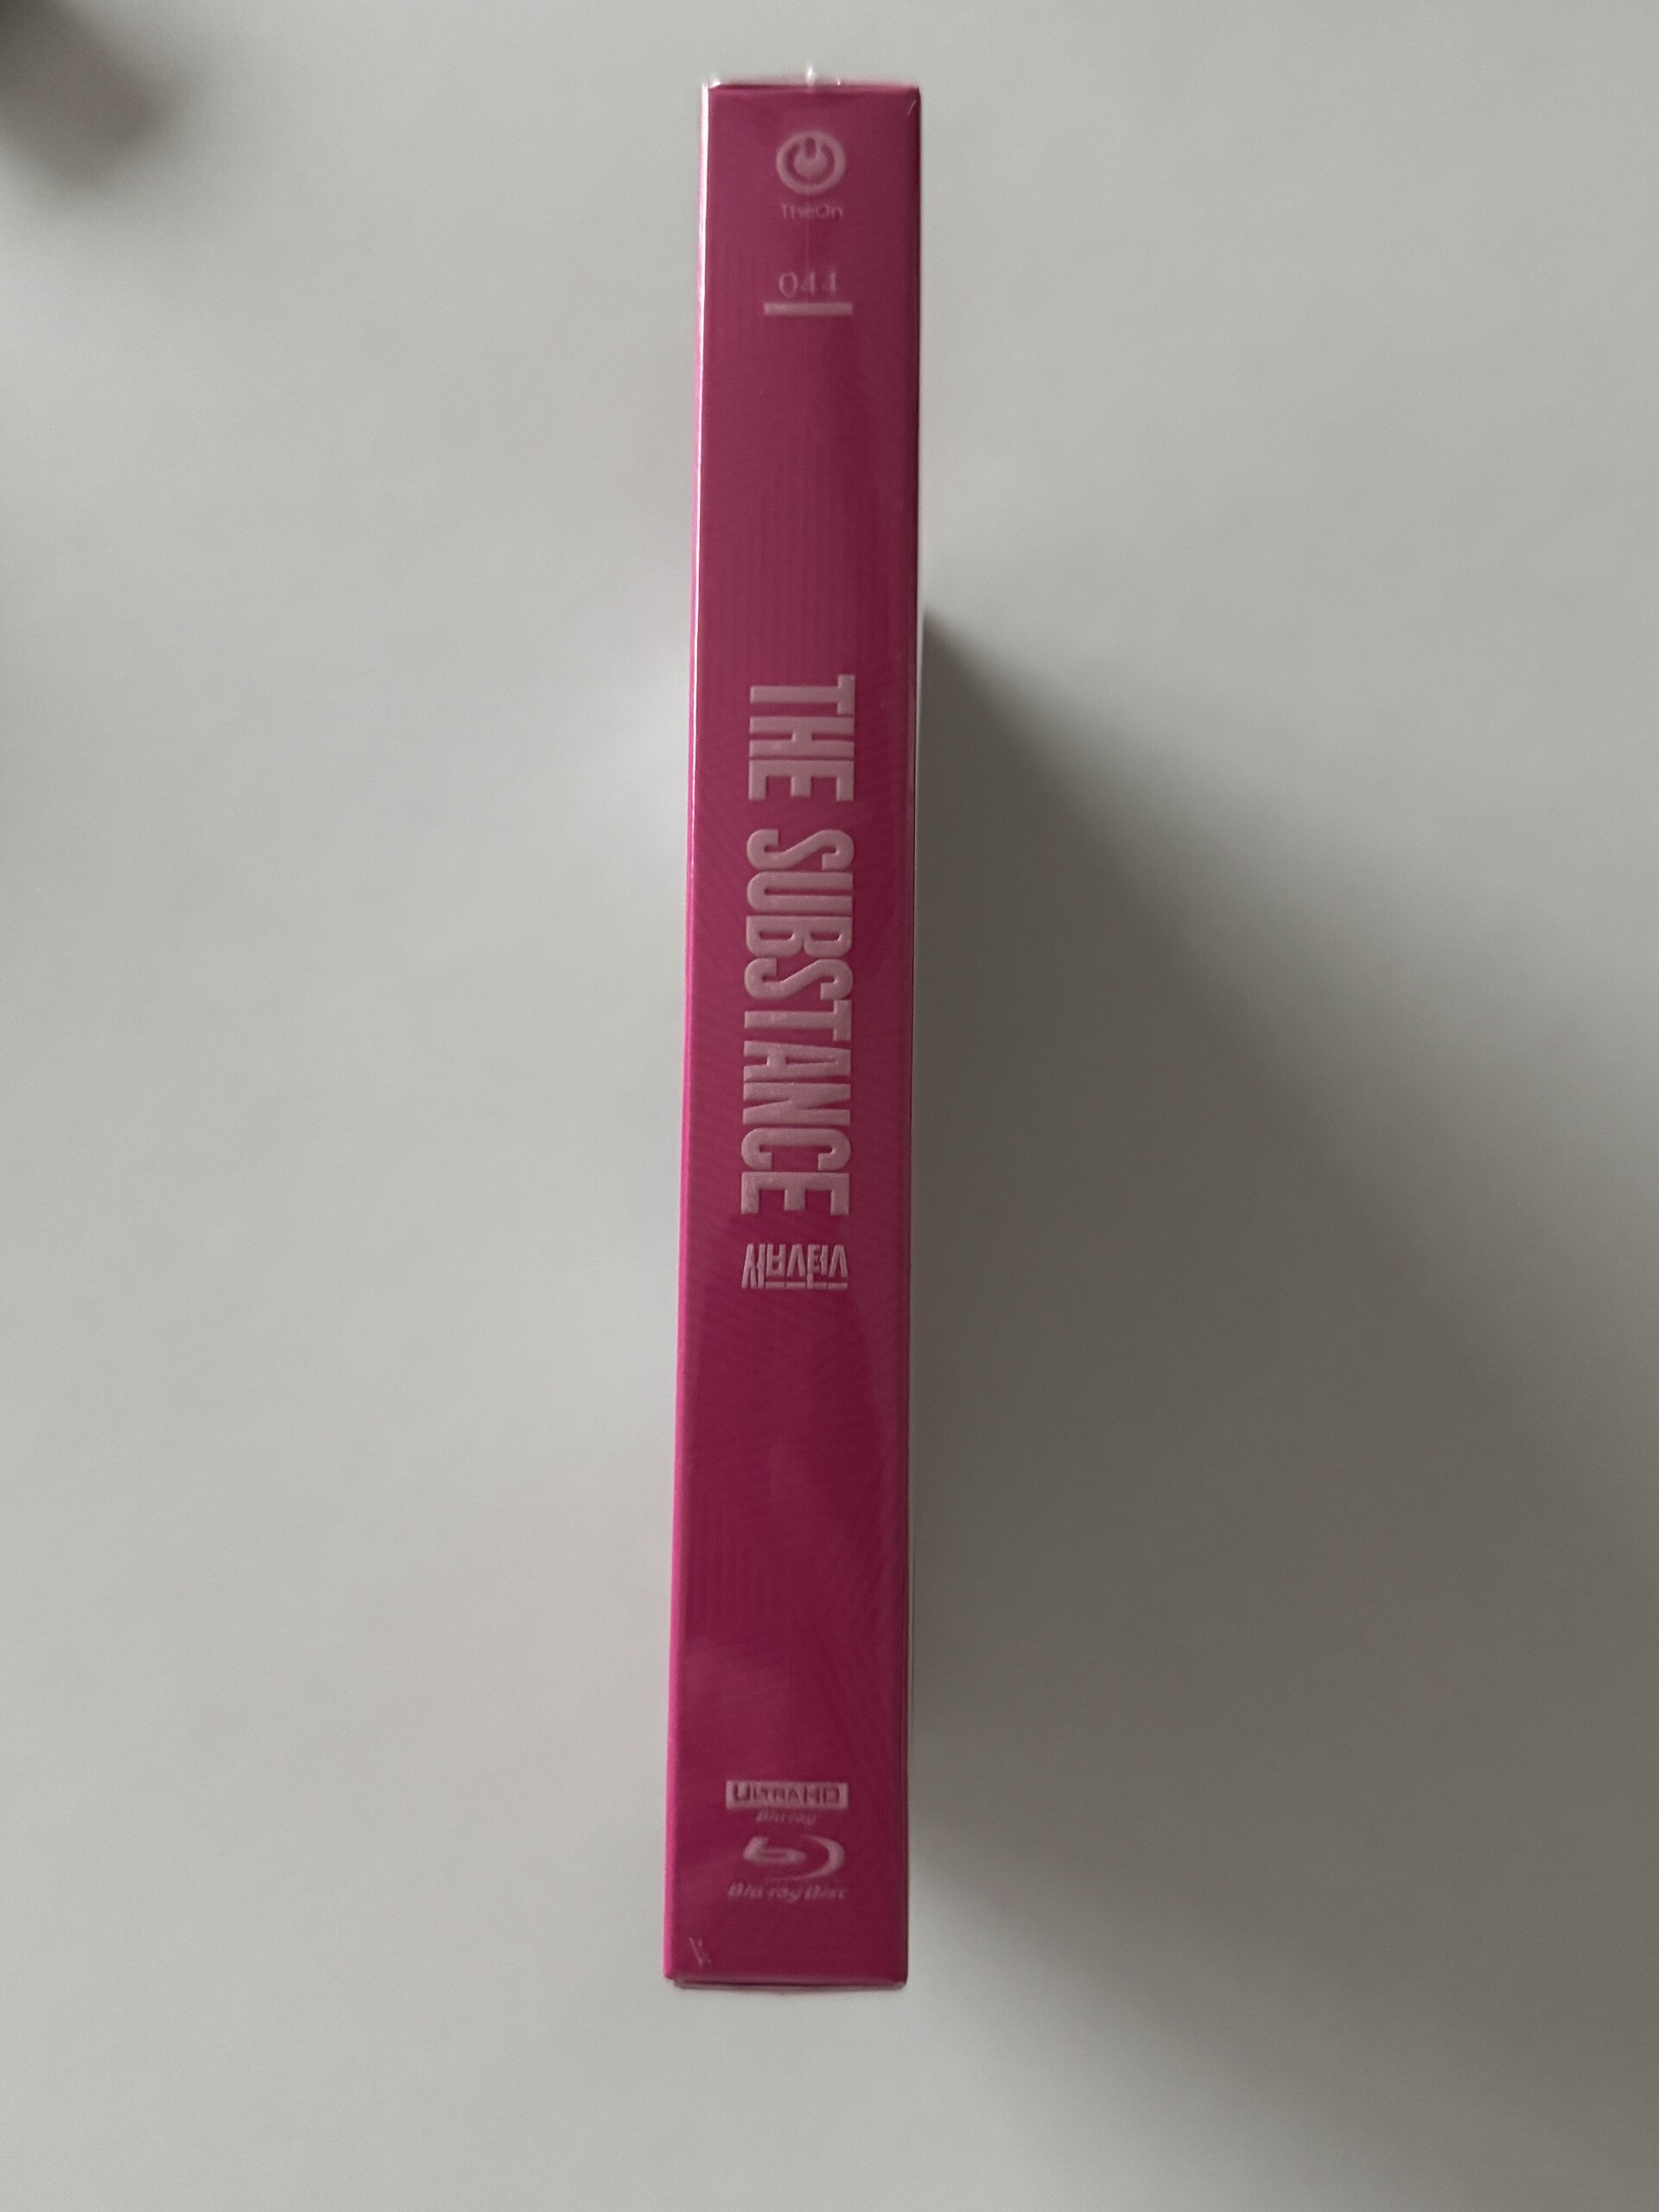 TheOn
044
THE SUBSTANCE
서브스턴스
ULTRA HD
Blu-ray
Blu-ray Disc